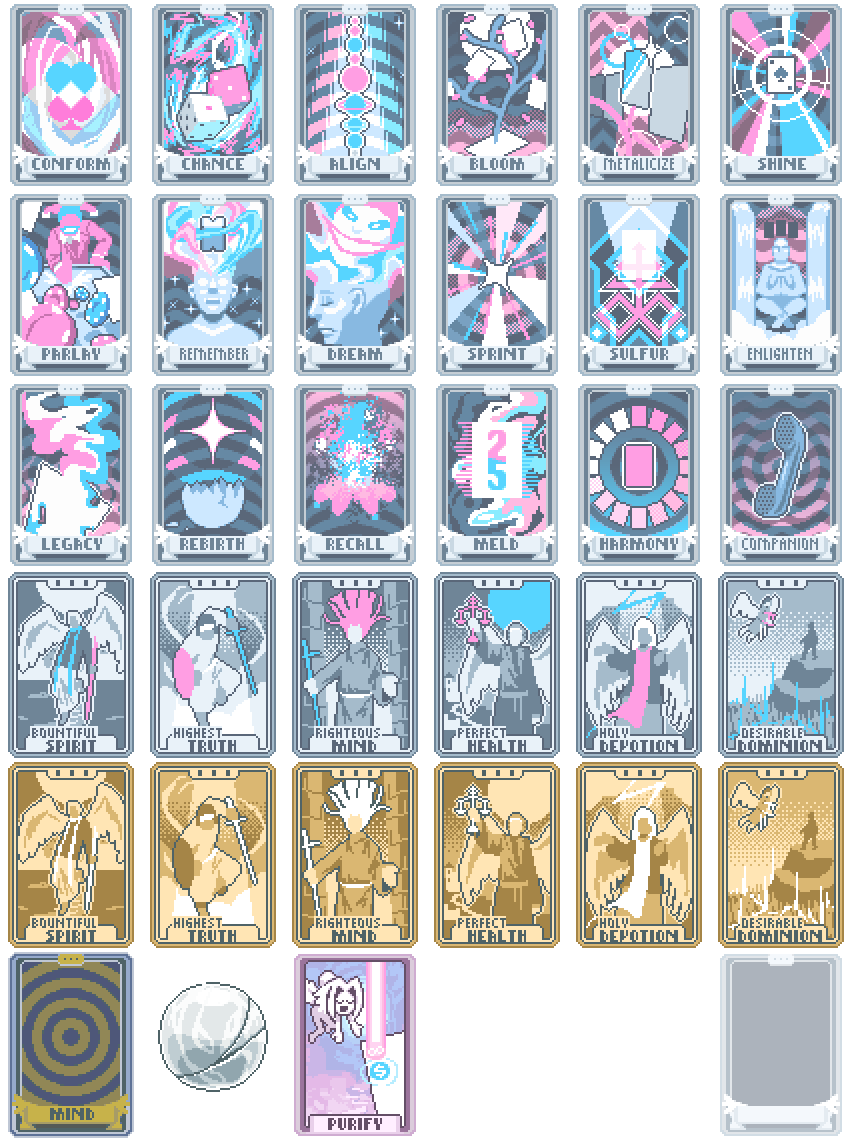 CONFORM
CHANCE
ALIGN
BLOOM
METALICIZE
SHINE
PARLAY
REMEMBER
DREAM
SPRINT
SULFUR
ENLIGHTEN
LEGACY
REBIRTH
RECALL
2
5
MELD
HARMONY
COMPANION
BOUNTIFUL
SPIRIT
HIGHEST
TRUTH
RIGHTEOUS
MIND
PERFECT
HEALTH
HOLY
DEVOTION
DESIRABLE
DOMINION
BOUNTIFUL
SPIRIT
HIGHEST
TRUTH
RIGHTEOUS
MIND
PERFECT
HEALTH
HOLY
DEVOTION
DESIRABLE
DOMINION
MIND
$
PURIFY